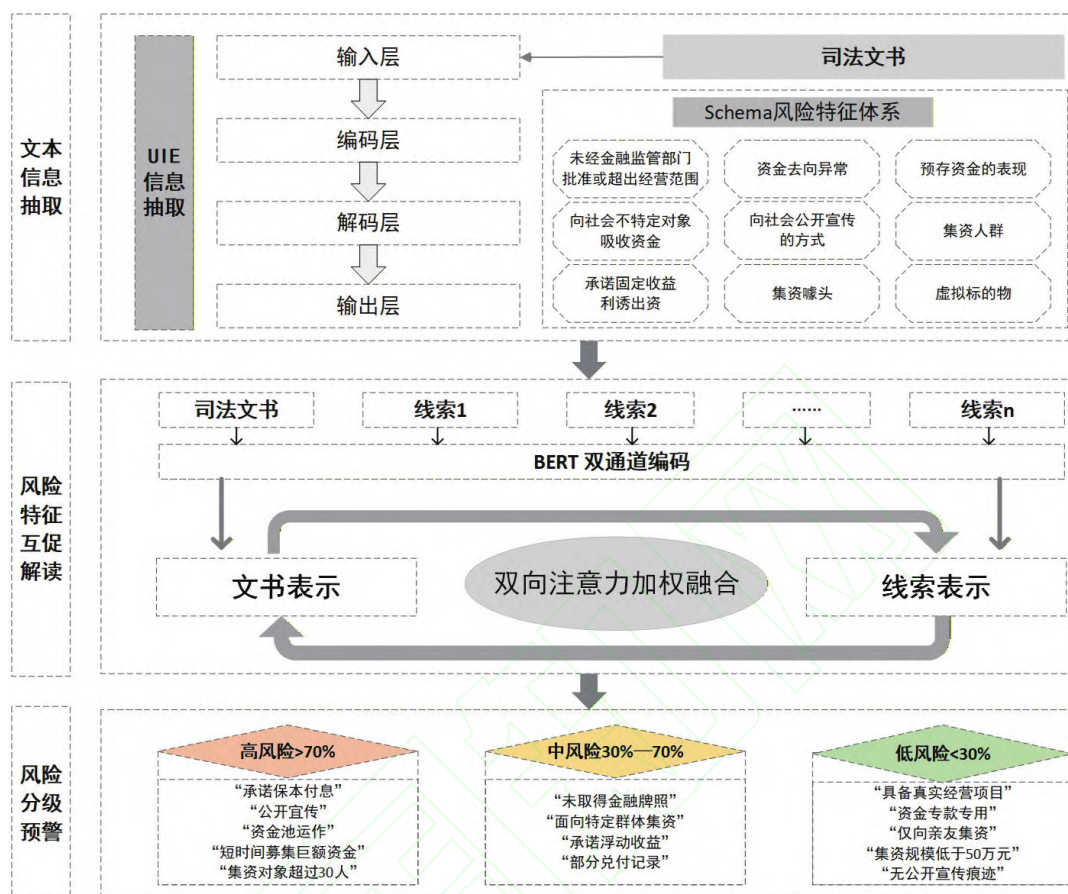 文本
信息
抽取
UIE
信息
抽取
输入层
编码层
解码层
输出层
司法文书
Schema风险特征体系
未经金融监管部门
批准或超出经营范围
资金去向异常
预存资金的表现
向社会不特定对象
吸收资金
向社会公开宣传
的方式
集资人群
承诺固定收益
利诱出资
集资噱头
虚拟标的物
风险
特征
互促
解读
司法文书
线索1
线索2
……
线索n
BERT 双通道编码
文书表示
双向注意力加权融合
线索表示
风险
分级
预警
高风险>70%
“承诺保本付息”
“公开宣传”
“资金池运作”
“短时间募集巨额资金”
“集资对象超过30人”
中风险30%—70%
“未取得金融牌照”
“面向特定群体集资”
“承诺浮动收益”
“部分兑付记录”
低风险<30%
“具备真实经营项目”
“资金专款专用”
“仅向亲友集资”
“集资规模低于50万元”
“无公开宣传痕迹”